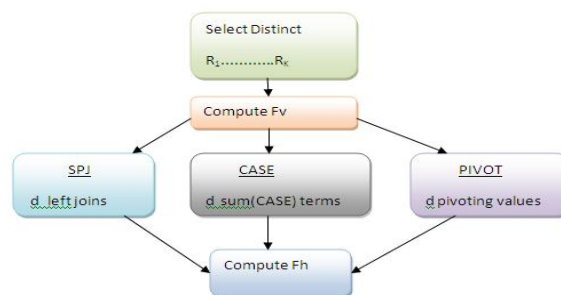 Select Distinct
R1............RK
Compute Fv
SPJ
d left joins
CASE
d sum(CASE) terms
PIVOT
d pivoting values
Compute Fh